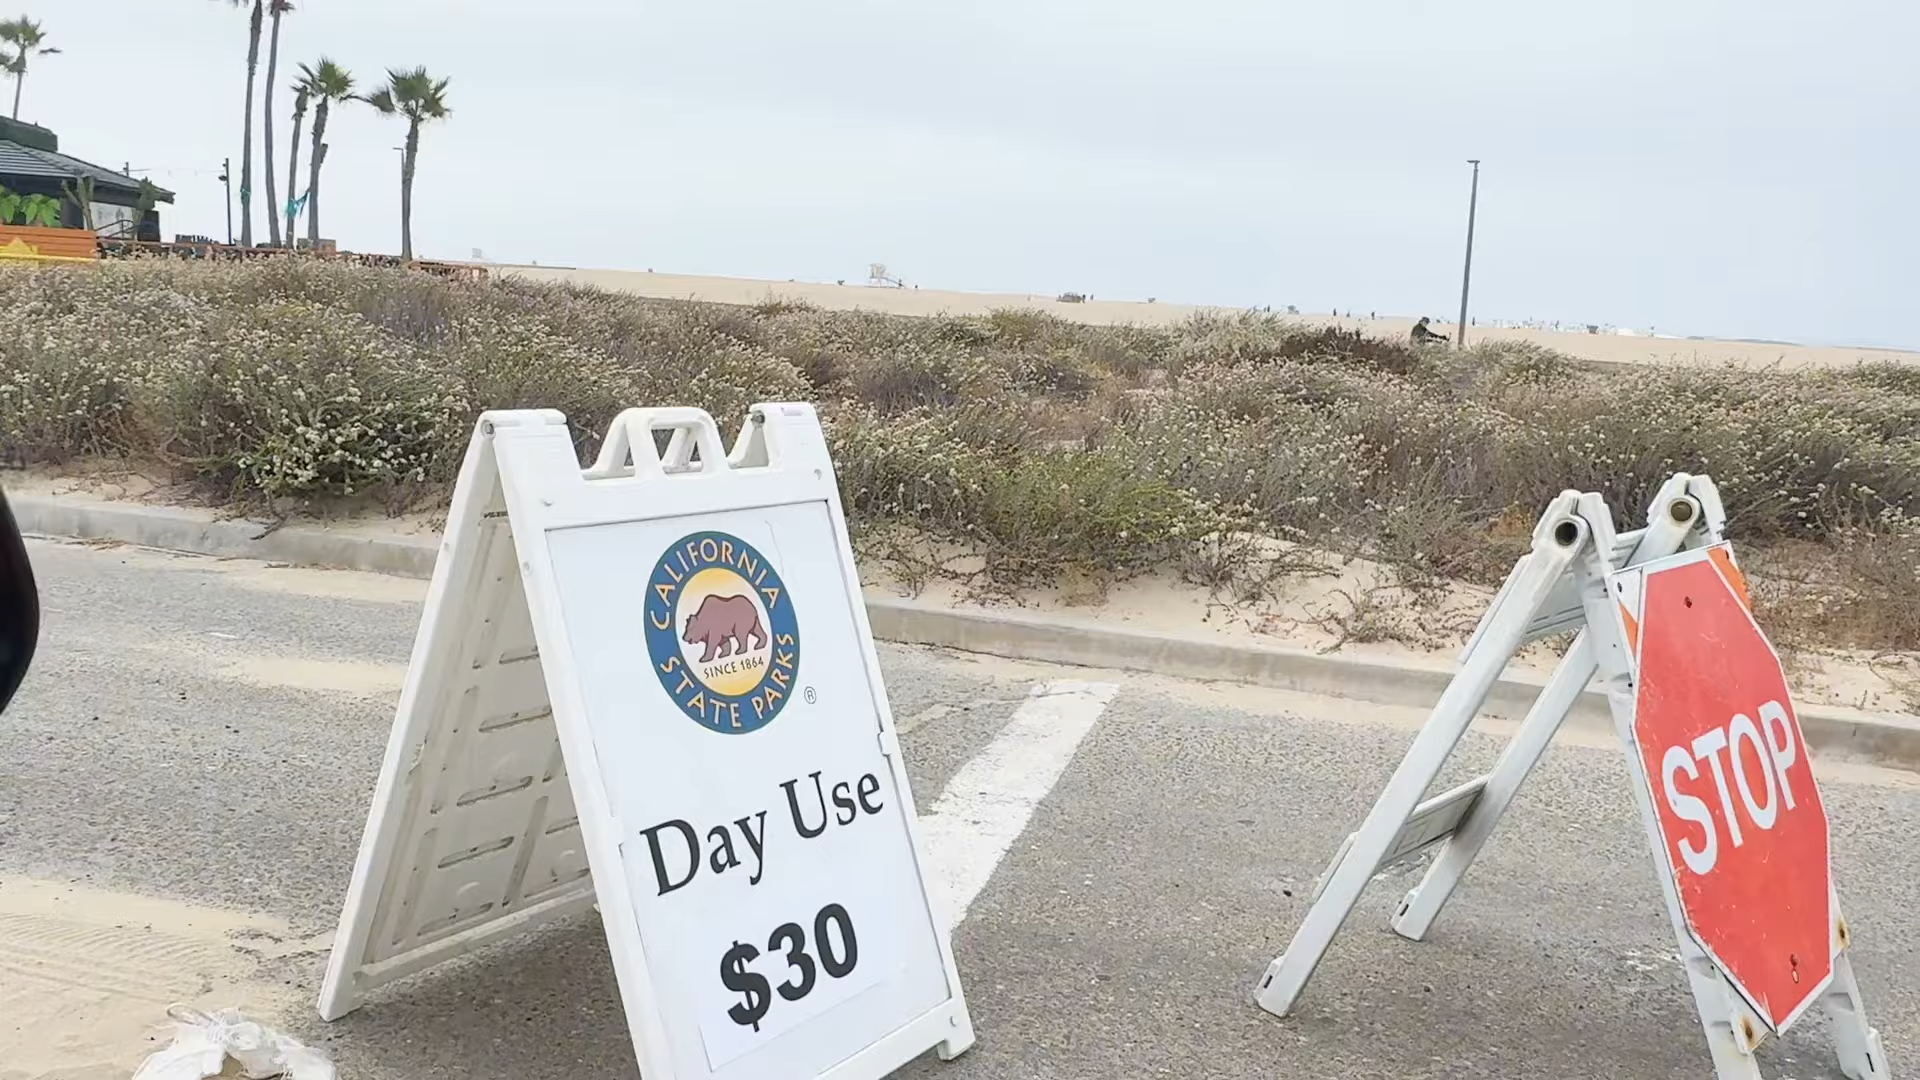 CALIFORNIA
SINCE 1864
STATE PARKS
®
Day Use
$30
STOP